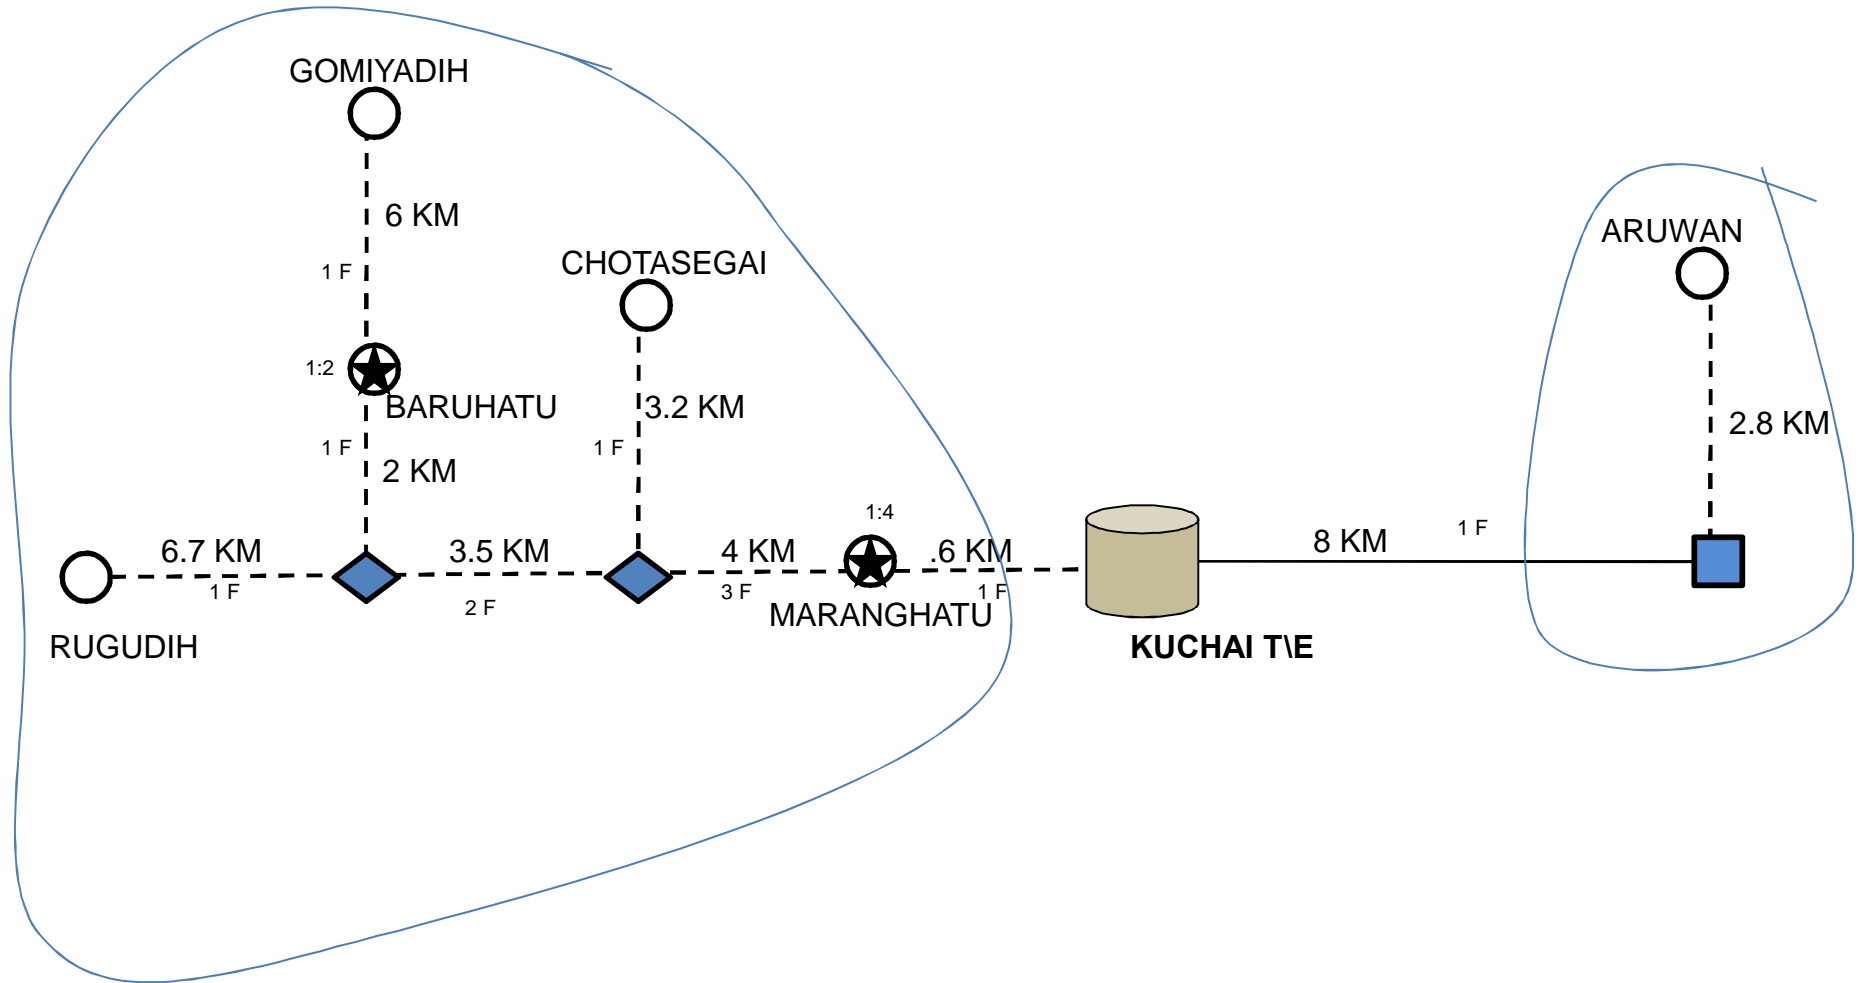 GOMIYADIH
6 KM
ARUWAN
CHOTASEGAI
1 F
1:2
BARUHATU
3.2 KM
2.8 KM
1 F
1 F
2 KM
1:4
1 F
6.7 KM
3.5 KM
4 KM
.6 KM
8 KM
1 F
2 F
3 F
1 F
MARANGHATU
RUGUDIH
KUCHAI T\E